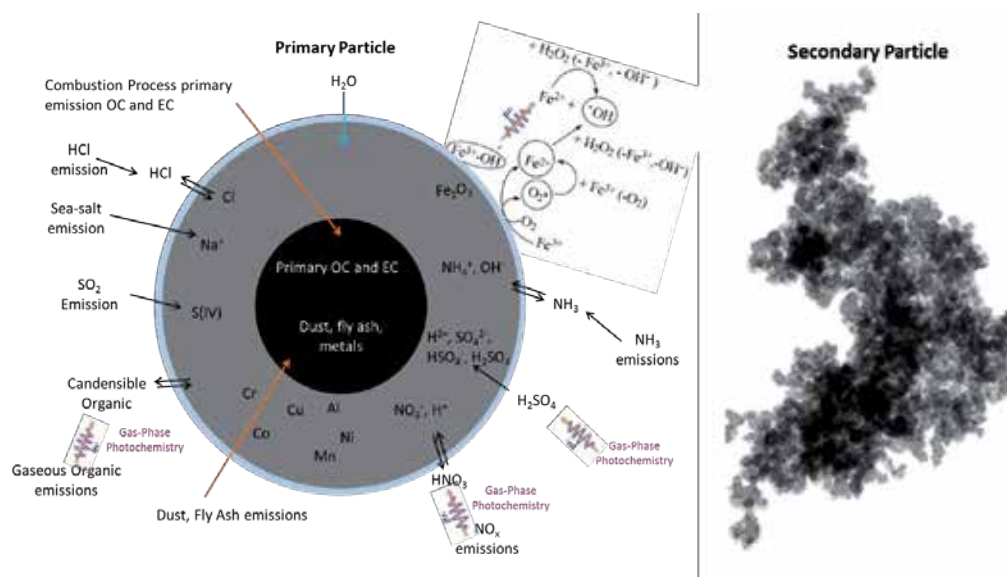 Primary Particle
Secondary Particle
Combustion Process primary
emission OC and EC
H₂O
+ H₂O₂ (- Fe³⁺, - OH⁻)
Fe²⁺ +
•OH
Fe³⁺-OH
Fe²⁺
+ H₂O₂ (-Fe³⁺,-OH⁻)
O₂•
+ Fe³⁺ (-O₂)
-O₂
Fe³⁺
HCl
emission
HCl
Cl
Fe₂O₃
Sea-salt
emission
Na⁺
Primary OC and EC
NH₄⁺, OH⁻
SO₂
Emission
S(IV)
NH₃
Dust, fly ash,
metals
H²⁺, SO₄²⁻,
HSO₄⁻, H₂SO₄
NH₃
emissions
Candensible
Organic
Cr
Cu
Al
NO₃⁻, H⁺
H₂SO₄
Gas-Phase
Photochemistry
Co
Ni
Mn
Gas-Phase
Photochemistry
Gaseous Organic
emissions
HNO₃
Gas-Phase
Photochemistry
Dust, Fly Ash emissions
NOₓ
emissions